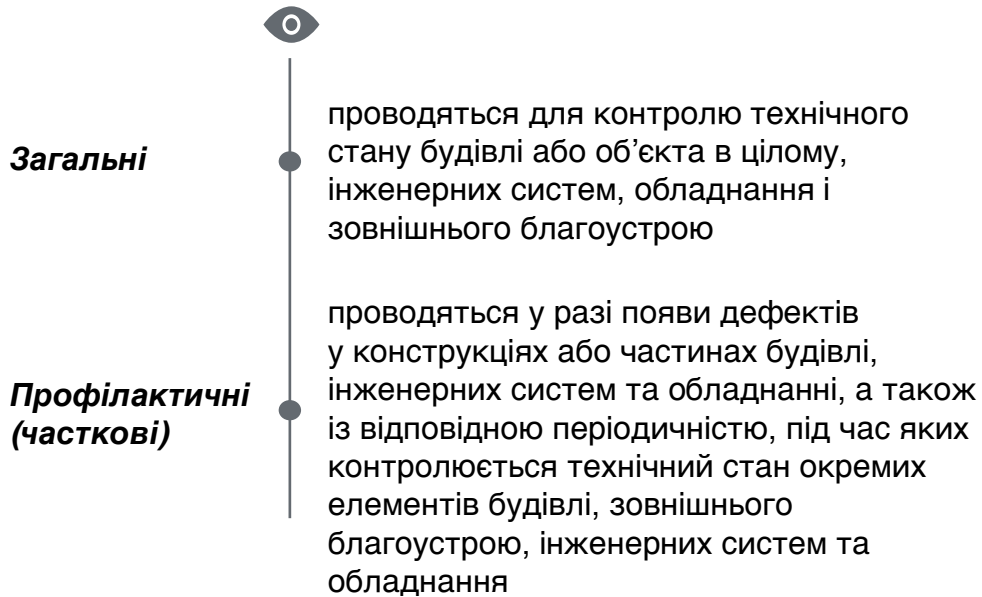 Загальні
проводяться для контролю технічного
стану будівлі або об’єкта в цілому,
інженерних систем, обладнання і
зовнішнього благоустрою
Профілактичні
(часткові)
проводяться у разі появи дефектів
у конструкціях або частинах будівлі,
інженерних систем та обладнанні, а також
із відповідною періодичністю, під час яких
контролюється технічний стан окремих
елементів будівлі, зовнішнього
благоустрою, інженерних систем та
обладнання